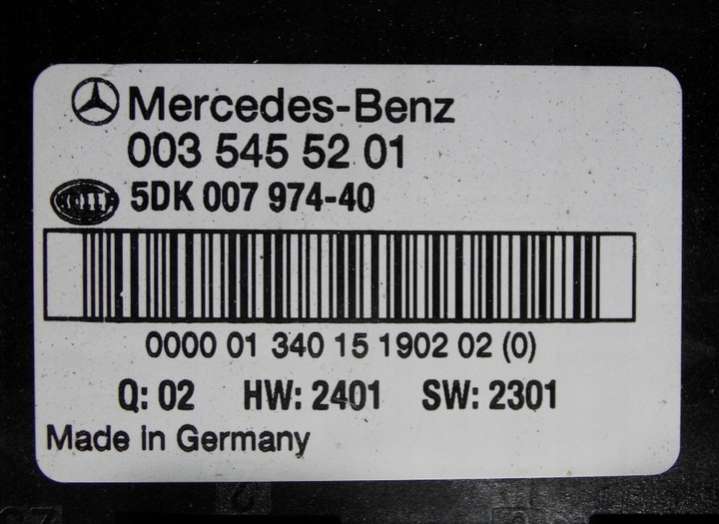 Mercedes-Benz
003 545 52 01
HELLA
5DK 007 974-40
0000 01 340 15 1902 02 (0)
Q: 02 HW: 2401 SW: 2301
Made in Germany